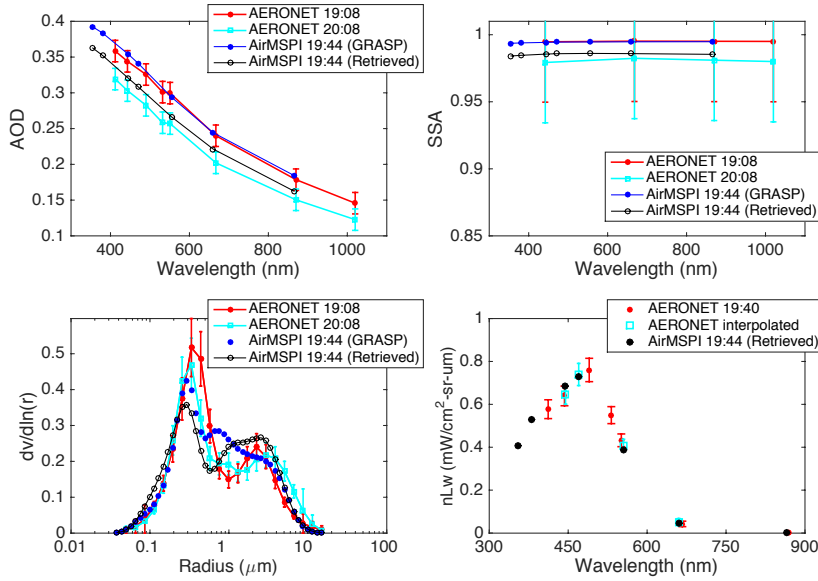 AERONET 19:08
AERONET 20:08
AirMSPI 19:44 (GRASP)
AirMSPI 19:44 (Retrieved)
0.4
0.35
0.3
0.25
0.2
0.15
0.1
AOD
400 600 800 1000
Wavelength (nm)
1
0.95
0.9
0.85
SSA
AERONET 19:08
AERONET 20:08
AirMSPI 19:44 (GRASP)
AirMSPI 19:44 (Retrieved)
400 600 800 1000
Wavelength (nm)
AERONET 19:08
AERONET 20:08
AirMSPI 19:44 (GRASP)
AirMSPI 19:44 (Retrieved)
0.6
0.5
0.4
0.3
0.2
0.1
0
dv/dln(r)
0.01 0.1 1 10 100
Radius (μm)
AERONET 19:40
AERONET interpolated
AirMSPI 19:44 (Retrieved)
1
0.8
0.6
0.4
0.2
0
nLw (mW/cm²-sr-um)
300 450 600 750 900
Wavelength (nm)